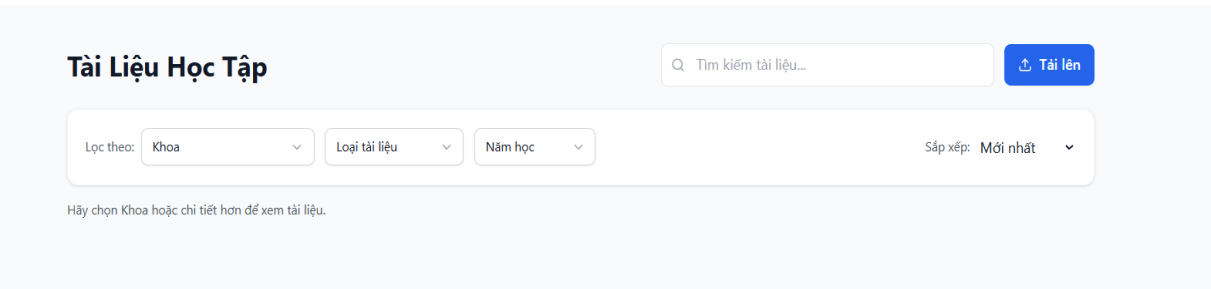 Tài Liệu Học Tập
Tìm kiếm tài liệu...
Tải lên
Lọc theo: Khoa Loại tài liệu Năm học Sắp xếp: Mới nhất
Hãy chọn Khoa hoặc chi tiết hơn để xem tài liệu.